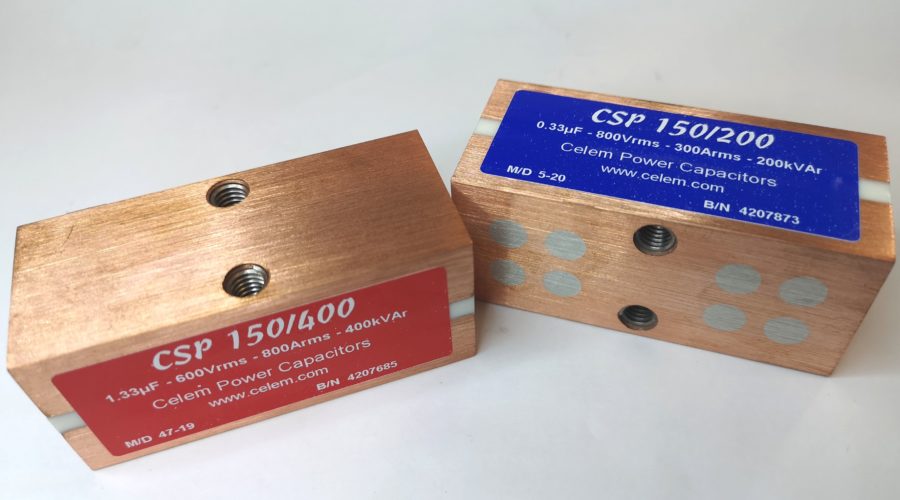 CSP 150/400
1.33µF - 600Vrms - 800Arms - 400kVAr
Celem Power Capacitors
www.celem.com
M/D 47-19 B/N 4207685
CSP 150/200
0.33µF - 800Vrms - 300Arms - 200kVAr
Celem Power Capacitors
www.celem.com
M/D 5-20 B/N 4207873